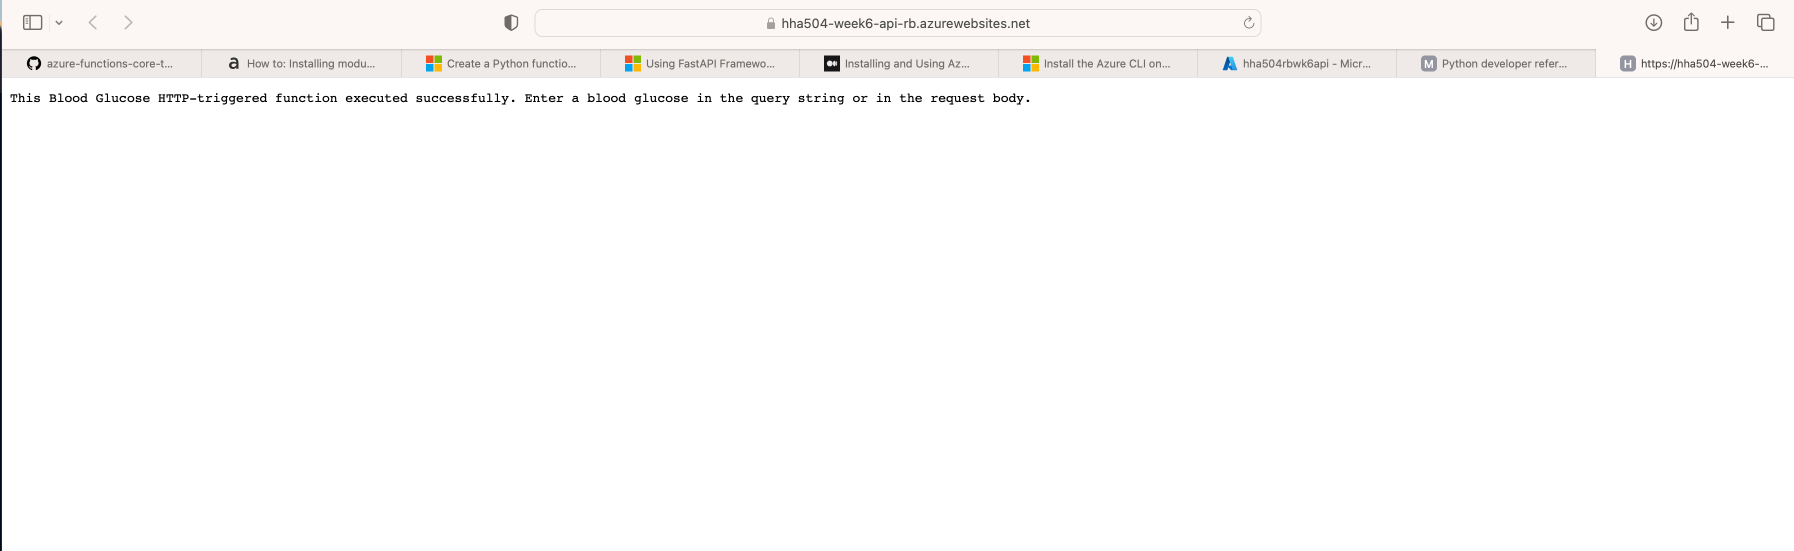 hha504-week6-api-rb.azurewebsites.net
azure-functions-core-t...
How to: Installing modu...
Create a Python functio...
Using FastAPI Framewo...
Installing and Using Az...
Install the Azure CLI on...
hha504rbwk6api - Micr...
M Python developer refer...
H https://hha504-week6-...
This Blood Glucose HTTP-triggered function executed successfully. Enter a blood glucose in the query string or in the request body.